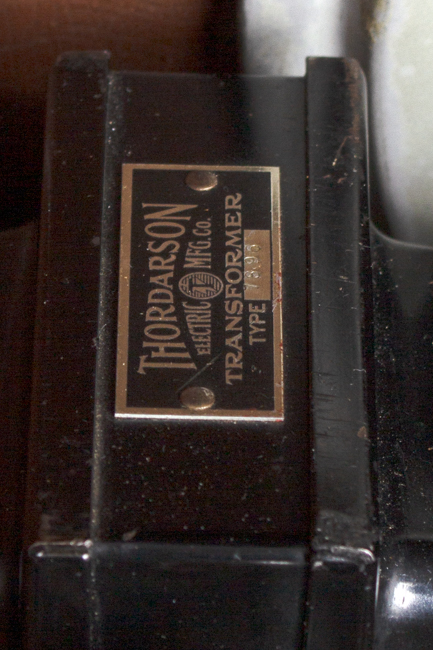 THORDARSON
ELECTRIC MFG. CO.
TRANSFORMER
TYPE